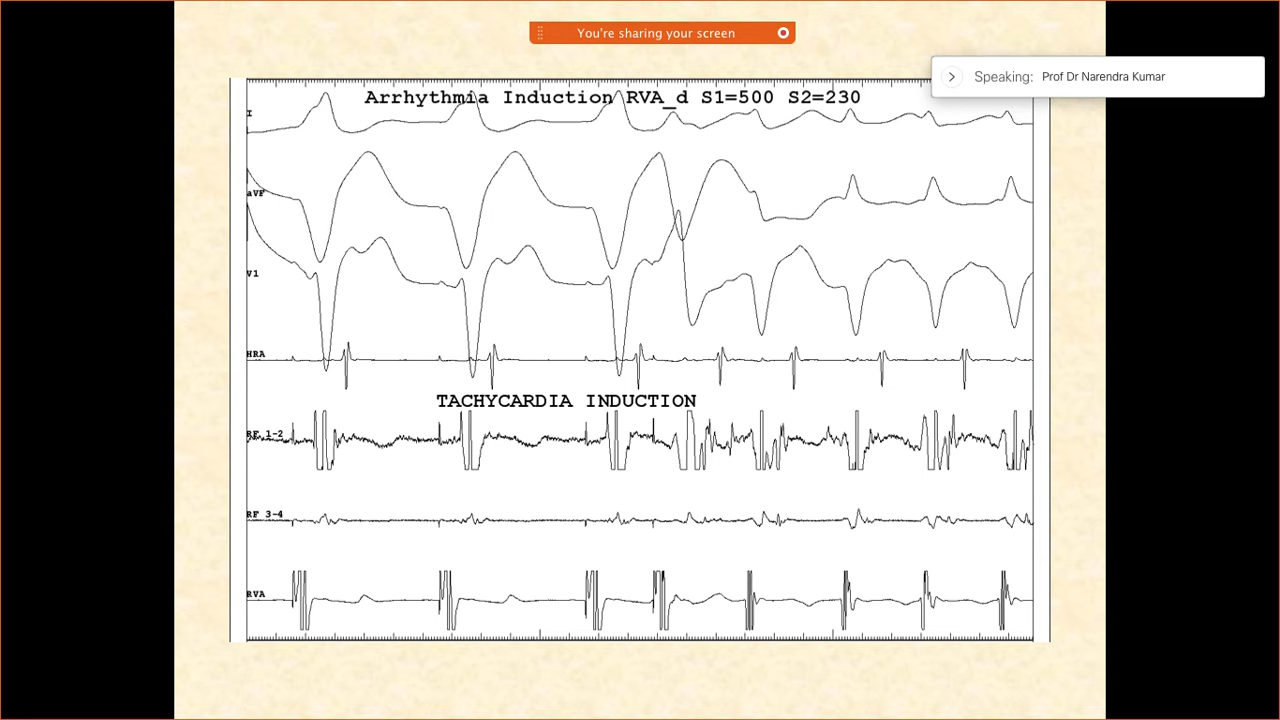 You're sharing your screen
Speaking: Prof Dr Narendra Kumar
Arrhythmia Induction RVA_d S1=500 S2=230
I
aVF
V1
HRA
TACHYCARDIA INDUCTION
RF 1-2
RF 3-4
RVA